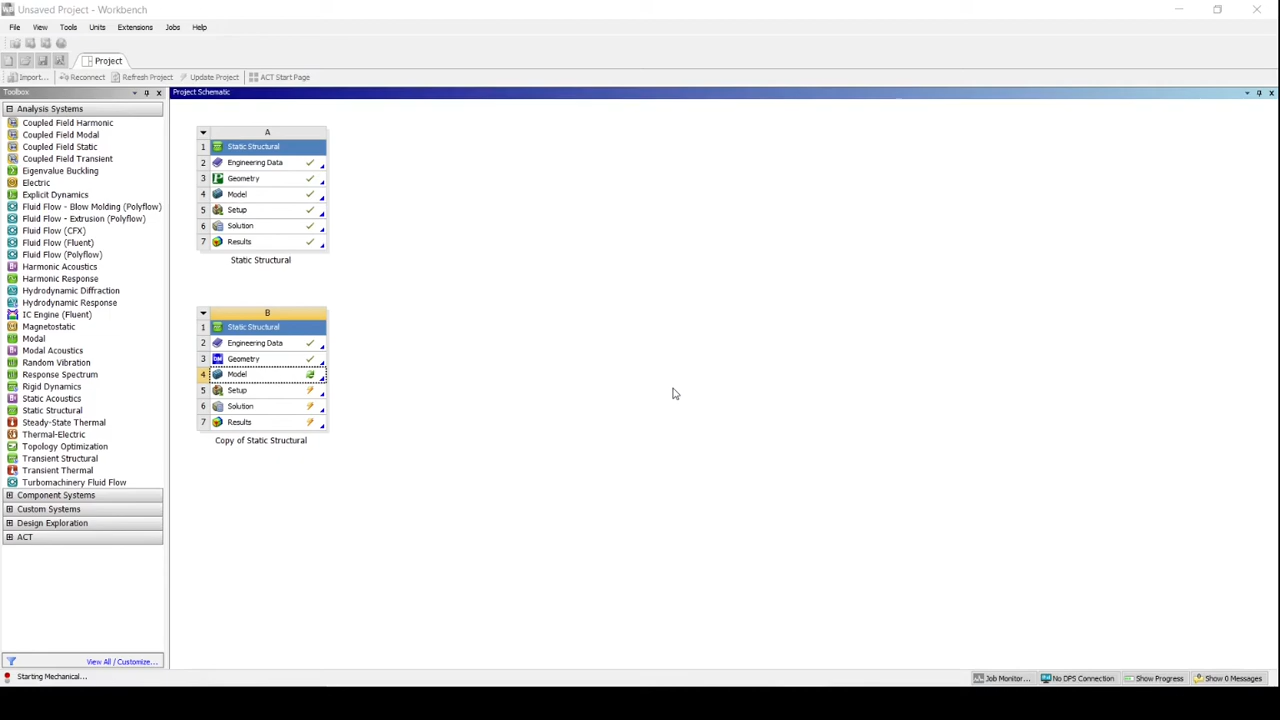 Unsaved Project - Workbench
File View Tools Units Extensions Jobs Help
Project
Import... Reconnect Refresh Project Update Project ACT Start Page
Toolbox
Project Schematic
Analysis Systems
Coupled Field Harmonic
Coupled Field Modal
Coupled Field Static
Coupled Field Transient
Eigenvalue Buckling
Electric
Explicit Dynamics
Fluid Flow - Blow Molding (Polyflow)
Fluid Flow - Extrusion (Polyflow)
Fluid Flow (CFX)
Fluid Flow (Fluent)
Fluid Flow (Polyflow)
Harmonic Acoustics
Harmonic Response
Hydrodynamic Diffraction
Hydrodynamic Response
IC Engine (Fluent)
Magnetostatic
Modal
Modal Acoustics
Random Vibration
Response Spectrum
Rigid Dynamics
Static Acoustics
Static Structural
Steady-State Thermal
Thermal-Electric
Topology Optimization
Transient Structural
Transient Thermal
Turbomachinery Fluid Flow
Component Systems
Custom Systems
Design Exploration
ACT
View All / Customize...
A
1 Static Structural
2 Engineering Data
3 Geometry
4 Model
5 Setup
6 Solution
7 Results
Static Structural
B
1 Static Structural
2 Engineering Data
3 DM Geometry
4 Model
5 Setup
6 Solution
7 Results
Copy of Static Structural
Starting Mechanical...
Job Monitor... No DPS Connection Show Progress Show 0 Messages